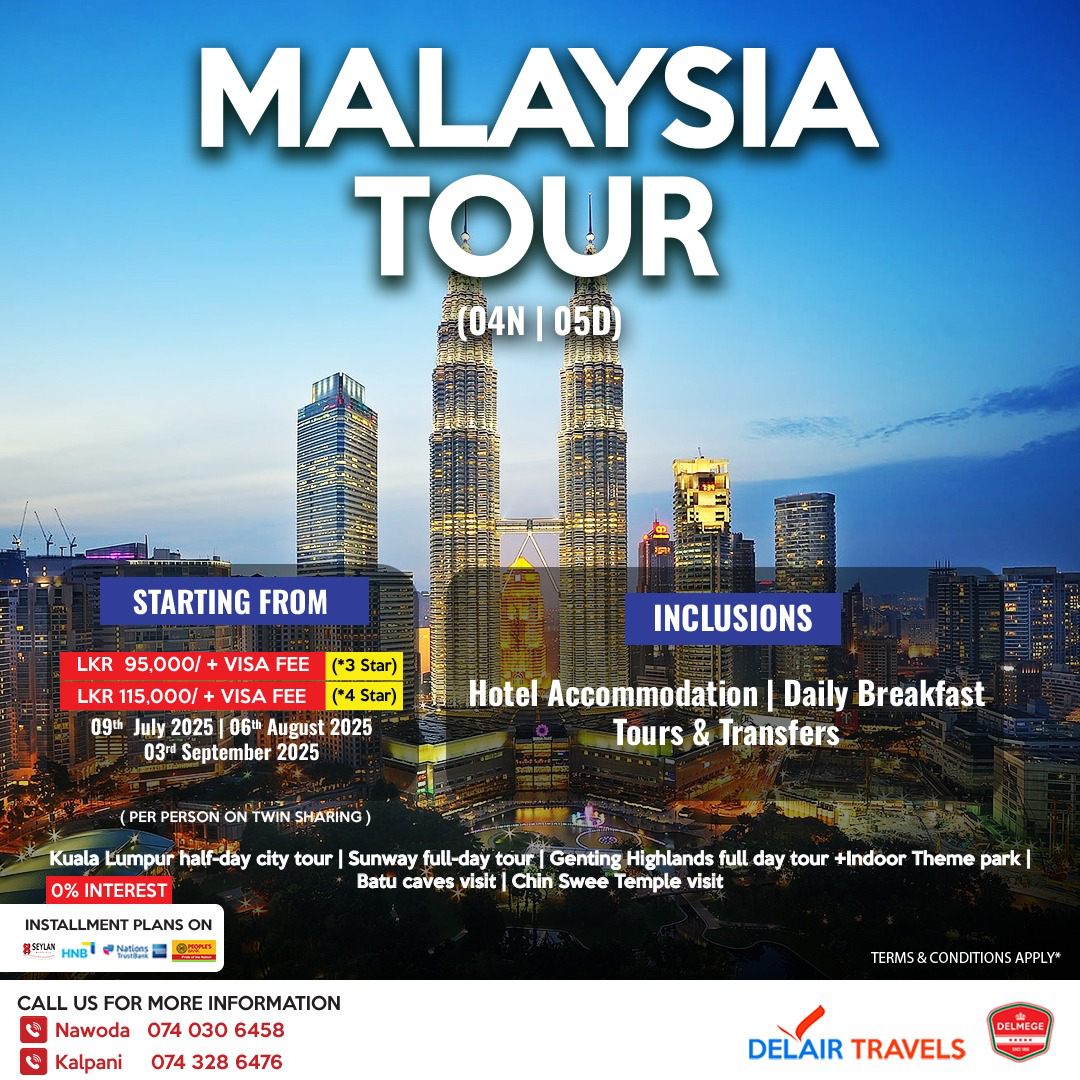 MALAYSIA
TOUR
(04N | 05D)
STARTING FROM
LKR 95,000/ + VISA FEE (*3 Star)
LKR 115,000/ + VISA FEE (*4 Star)
09th July 2025 | 06th August 2025
03rd September 2025
(PER PERSON ON TWIN SHARING)
INCLUSIONS
Hotel Accommodation | Daily Breakfast
Tours & Transfers
Kuala Lumpur half-day city tour | Sunway full-day tour | Genting Highlands full day tour +Indoor Theme park |
Batu caves visit | Chin Swee Temple visit
0% INTEREST
INSTALLMENT PLANS ON
SEYLAN
HNB
Nations
TrustBank
PEOPLE'S
BANK
Pride of the Nation
TERMS & CONDITIONS APPLY*
CALL US FOR MORE INFORMATION
Nawoda 074 030 6458
Kalpani 074 328 6476
DELAIR TRAVELS
DELMEGE